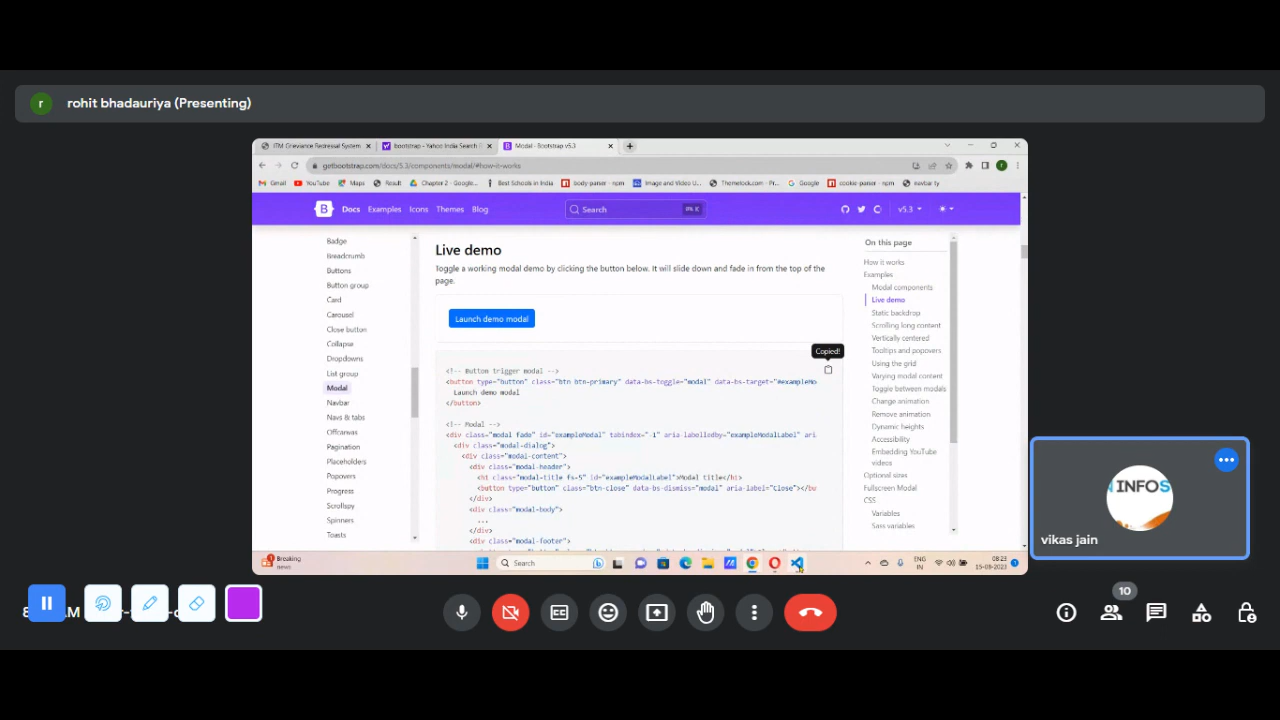 rohit bhadauriya (Presenting)
ITM Grievance Redressal System
bootstrap - Yahoo India Search
Modal · Bootstrap v5.3
getbootstrap.com/docs/5.3/components/modal/#how-it-works
Gmail
YouTube
Maps
Result
Chapter 2 - Google...
Best Schools in India
body-parser - npm
Image and Video U...
Themelock.com - Pr...
Google
cookie-parser - npm
navbar ty
Docs
Examples
Icons
Themes
Blog
Search
v5.3
Badge
Breadcrumb
Buttons
Button group
Card
Carousel
Close button
Collapse
Dropdowns
List group
Modal
Navbar
Navs & tabs
Offcanvas
Pagination
Placeholders
Popovers
Progress
Scrollspy
Spinners
Toasts
Live demo
Toggle a working modal demo by clicking the button below. It will slide down and fade in from the top of the
page.
Launch demo modal
Copied!
<!-- Button trigger modal -->
<button type="button" class="btn btn-primary" data-bs-toggle="modal" data-bs-target="#exampleMo
Launch demo modal
</button>
<!-- Modal -->
<div class="modal fade" id="exampleModal" tabindex="-1" aria-labelledby="exampleModalLabel" ari
<div class="modal-dialog">
<div class="modal-content">
<div class="modal-header">
<h1 class="modal-title fs-5" id="exampleModalLabel">Modal title</h1>
<button type="button" class="btn-close" data-bs-dismiss="modal" aria-label="Close"></bu
</div>
<div class="modal-body">
...
</div>
<div class="modal-footer">
On this page
How it works
Examples
Modal components
Live demo
Static backdrop
Scrolling long content
Vertically centered
Tooltips and popovers
Using the grid
Varying modal content
Toggle between modals
Change animation
Remove animation
Dynamic heights
Accessibility
Embedding YouTube
videos
Optional sizes
Fullscreen Modal
CSS
Variables
Sass variables
Breaking
news
Search
ENG
IN
08:23
15-08-2023
INFOS
vikas jain
AM
10